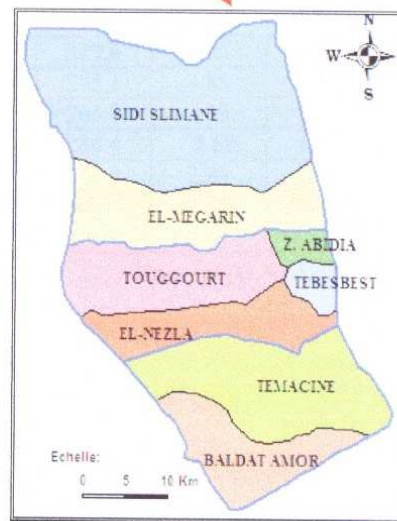 N
W
S
SIDI SLIMANE
EL-MEGARIN
Z. ABIDIA
TOUGGOURT
TEBESBEST
EL-NEZLA
TEMACINE
BALDAT AMOR
Echelle:
0 5 10 Km